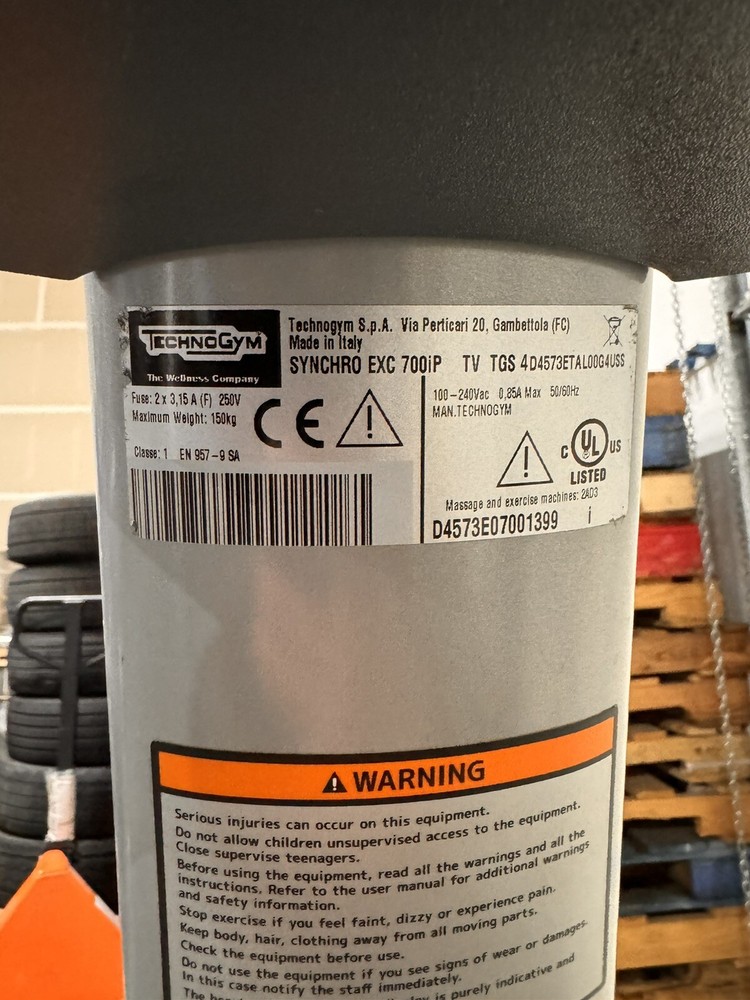 TECHNOGYM
The Wellness Company
Technogym S.p.A. Via Perticari 20, Gambettola (FC)
Made in Italy
SYNCHRO EXC 700iP TV TGS 4D4573ETAL00G4USS
Fuse: 2 x 3,15 A (F) 250V
Maximum Weight: 150kg
CE
Classe: 1 EN 957-9 SA
100-240Vac 0,85A Max 50/60Hz
MAN.TECHNOGYM
C UL US
LISTED
Massage and exercise machines: 2AD3
D4573E07001399 i
WARNING
Serious injuries can occur on this equipment.
Do not allow children unsupervised access to the equipment.
Close supervise teenagers.
Before using the equipment, read all the warnings and all the
instructions. Refer to the user manual for additional warnings
and safety information.
Stop exercise if you feel faint, dizzy or experience pain.
Keep body, hair, clothing away from all moving parts.
Check the equipment before use.
Do not use the equipment if you see signs of wear or damages.
In this case notify the staff immediately.
The is purely indicative and